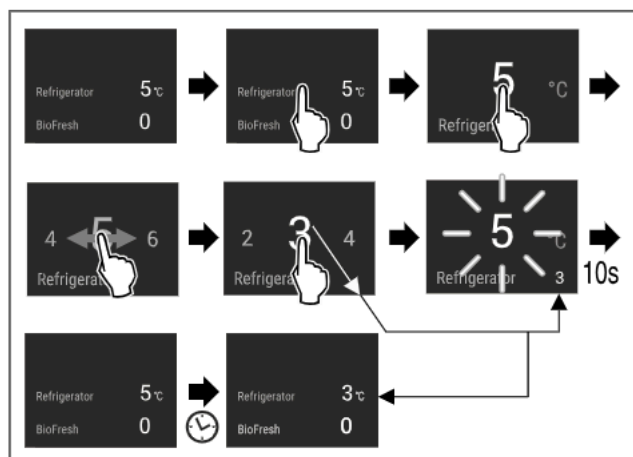 Refrigerator 5 °C
BioFresh 0
Refrigerator 5 °C
BioFresh 0
5 °C
Refrigerator
4 5 6
Refrigerator
2 3 4
Refrigerator
5 °C
Refrigerator 3
10s
Refrigerator 5 °C
BioFresh 0
Refrigerator 3 °C
BioFresh 0